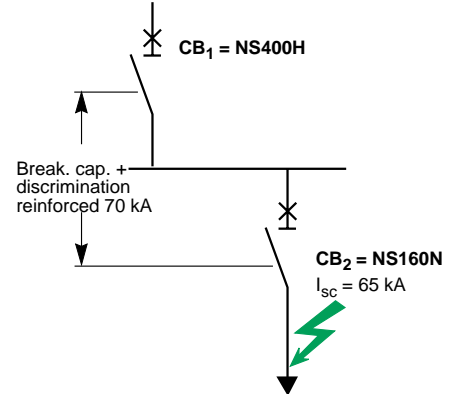 CB1 = NS400H
Break. cap. +
discrimination
reinforced 70 kA
CB2 = NS160N
Isc = 65 kA